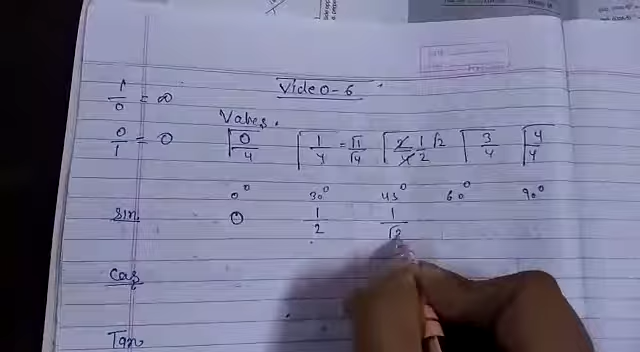 Video-6
1/0 = ∞
Values.
0/1 = 0 √0/4 √1/4 = √1/√4 √2/4 1/2 √2 √3/4 √4/4
0° 30° 45° 60° 90°
Sin. 0 1/2 1/√2
Cos
Tan